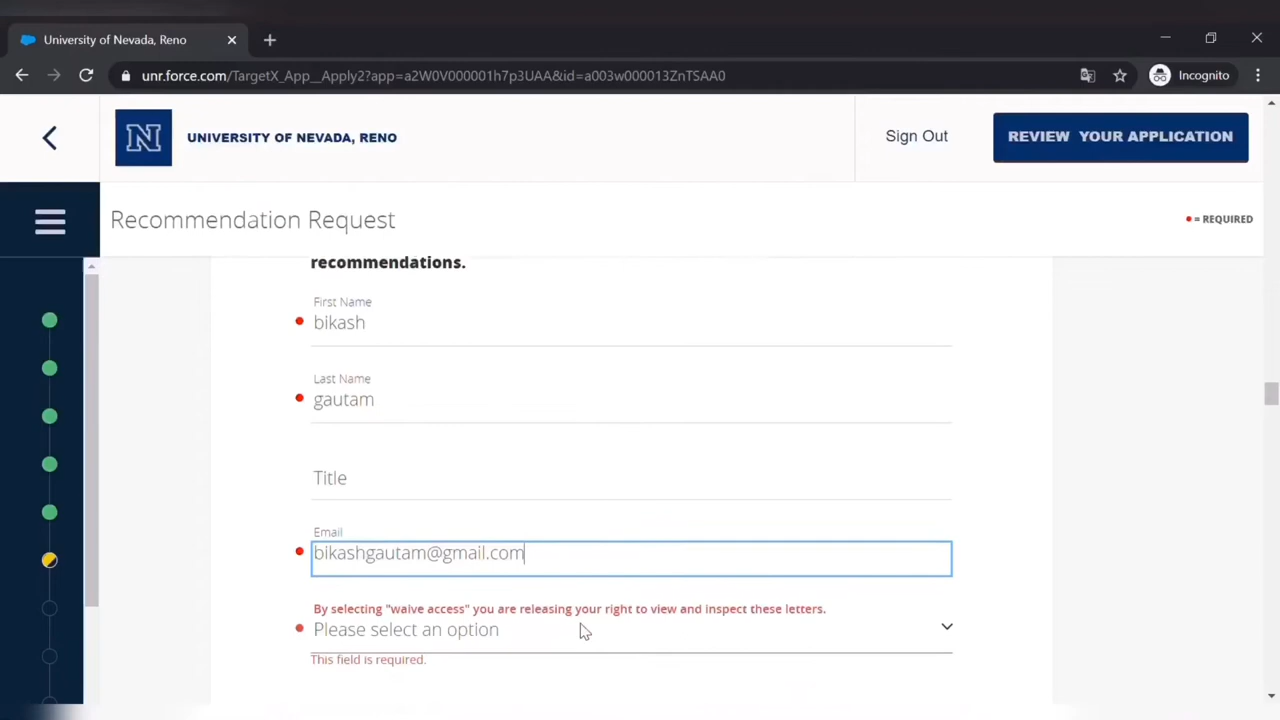 University of Nevada, Reno
unr.force.com/TargetX_App__Apply2?app=a2W0V000001h7p3UAA&id=a003w000013ZnTSAA0
Incognito
N
UNIVERSITY OF NEVADA, RENO
Sign Out
REVIEW YOUR APPLICATION
Recommendation Request
= REQUIRED
recommendations.
First Name
bikash
Last Name
gautam
Title
Email
bikashgautam@gmail.com
By selecting "waive access" you are releasing your right to view and inspect these letters.
Please select an option
This field is required.